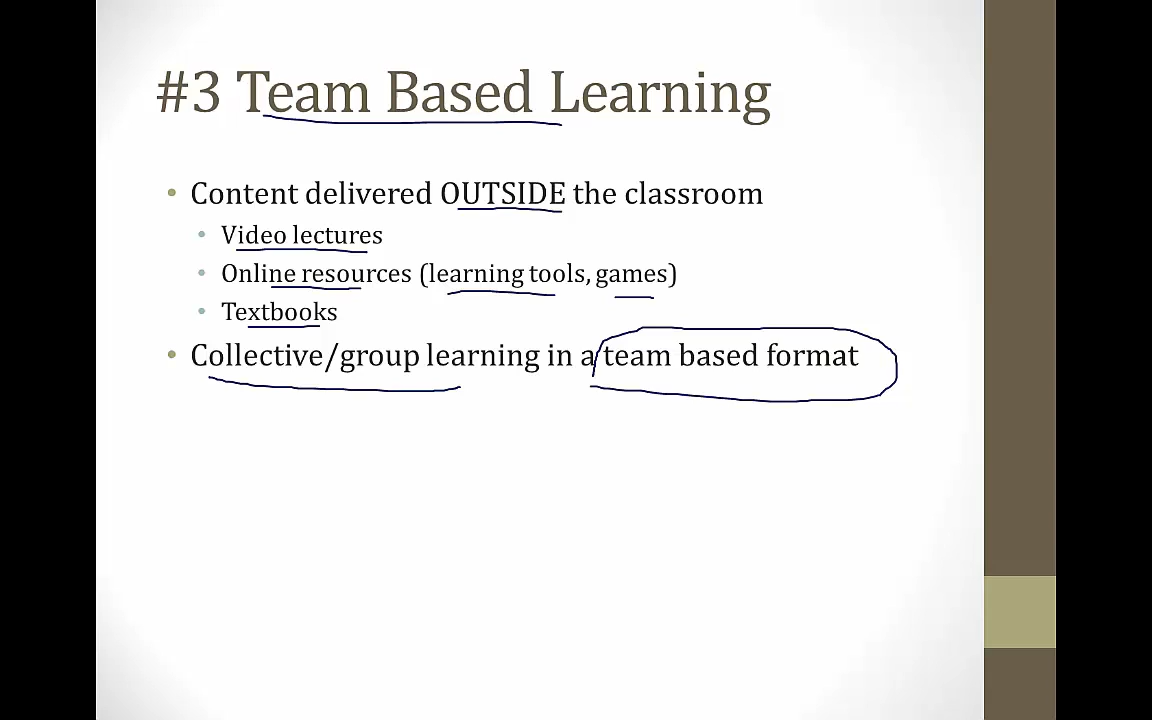 #3 Team Based Learning
• Content delivered OUTSIDE the classroom
• Video lectures
• Online resources (learning tools, games)
• Textbooks
• Collective/group learning in a team based format